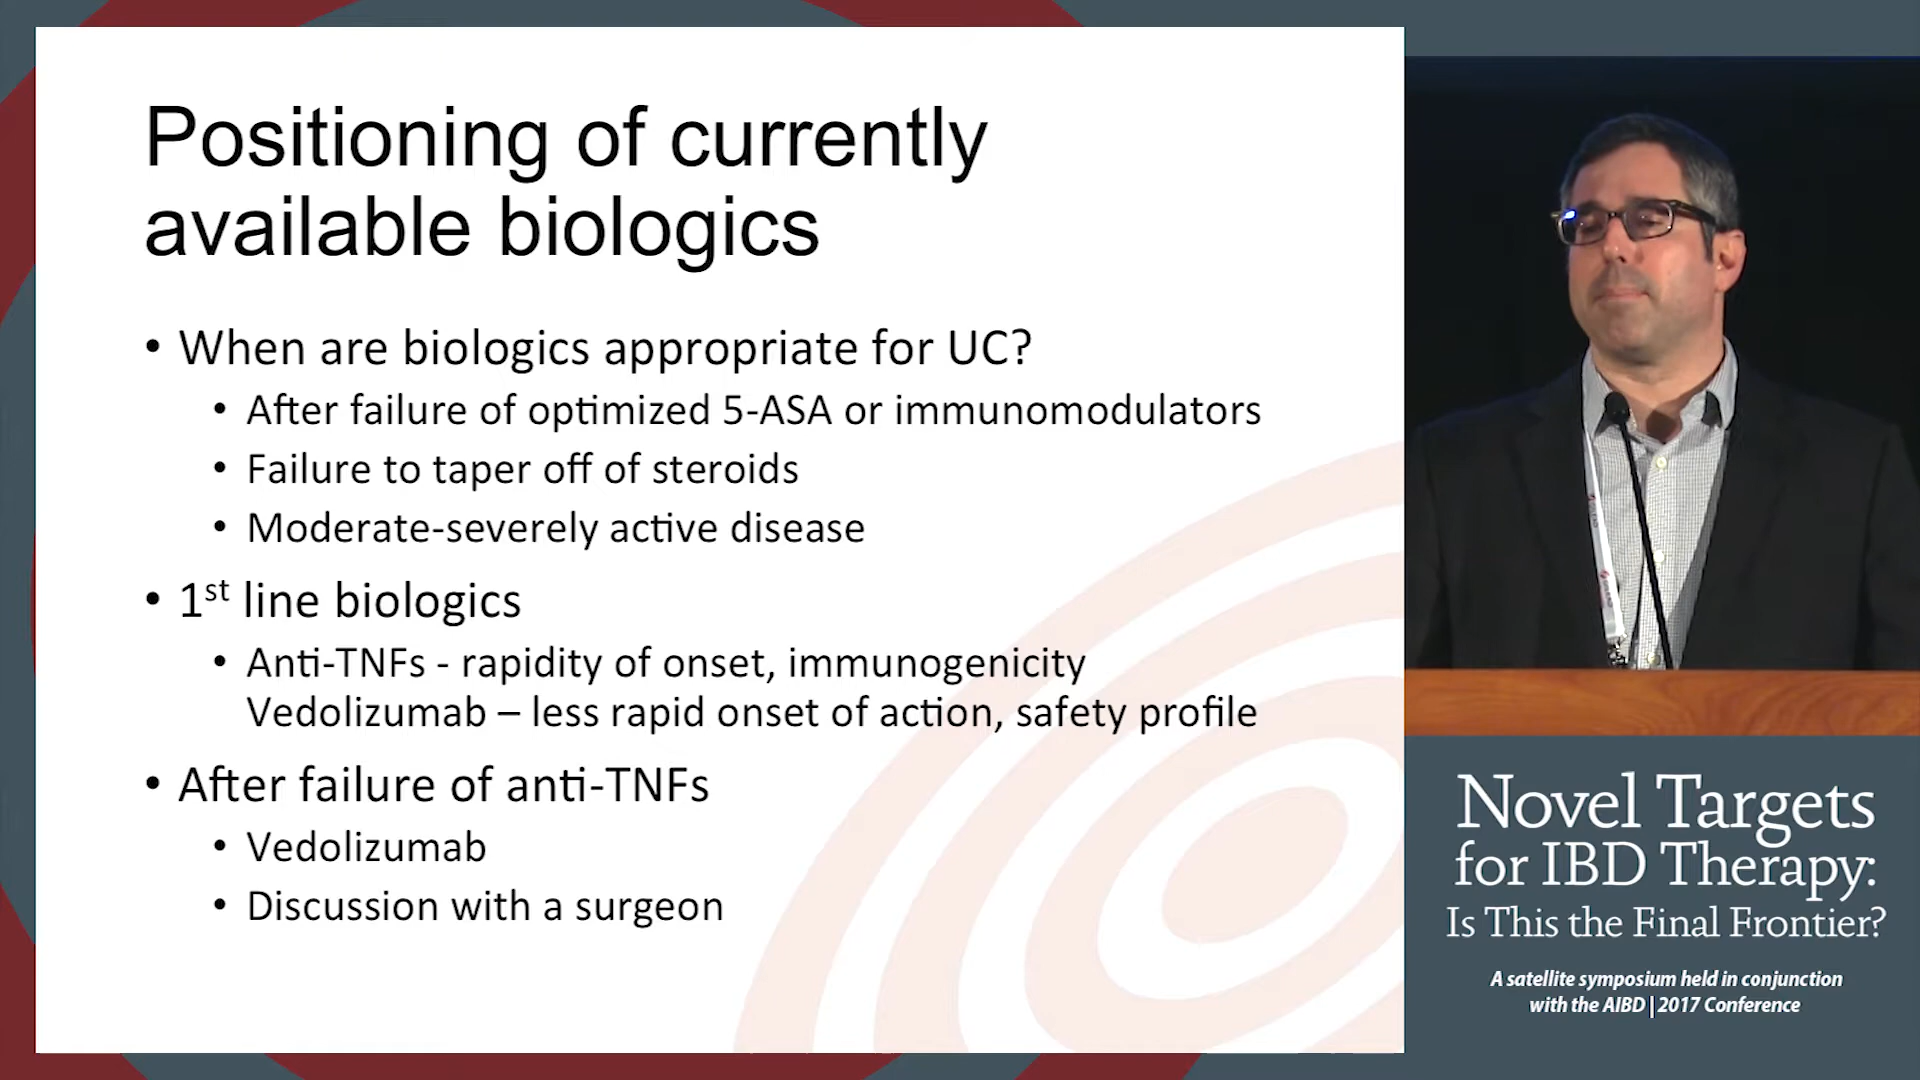 Positioning of currently
available biologics
• When are biologics appropriate for UC?
• After failure of optimized 5-ASA or immunomodulators
• Failure to taper off of steroids
• Moderate-severely active disease
• 1st line biologics
• Anti-TNFs - rapidity of onset, immunogenicity
Vedolizumab – less rapid onset of action, safety profile
• After failure of anti-TNFs
• Vedolizumab
• Discussion with a surgeon
Novel Targets
for IBD Therapy:
Is This the Final Frontier?
A satellite symposium held in conjunction
with the AIBD | 2017 Conference